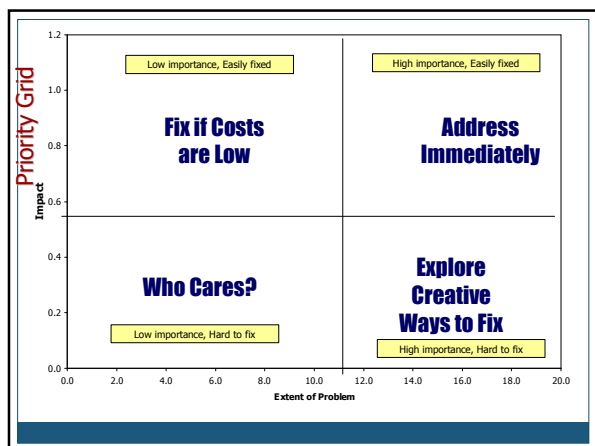 Priority Grid
Impact
1.2
1.0
0.8
0.6
0.4
0.2
0.0
Low importance, Easily fixed
High importance, Easily fixed
Fix if Costs
are Low
Address
Immediately
Who Cares?
Low importance, Hard to fix
Explore
Creative
Ways to Fix
High importance, Hard to fix
0.0 2.0 4.0 6.0 8.0 10.0 12.0 14.0 16.0 18.0 20.0
Extent of Problem